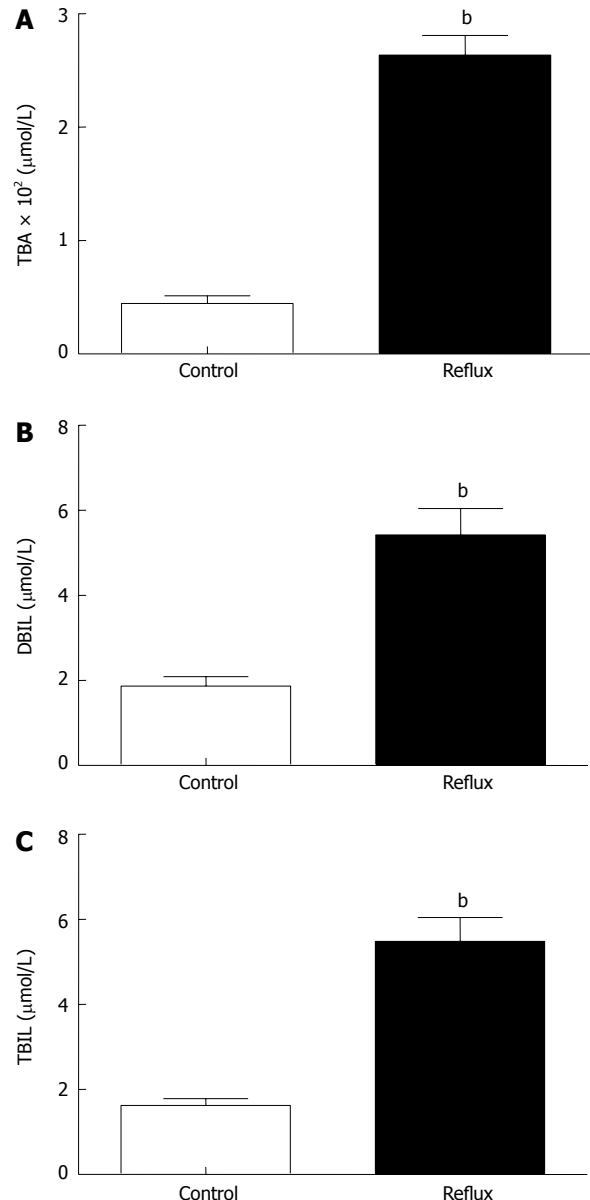 A
3
b
2
1
0
TBA × 10² (μmol/L)
Control
Reflux
B
8
b
6
4
2
0
DBIL (μmol/L)
Control
Reflux
C
8
b
6
4
2
0
TBIL (μmol/L)
Control
Reflux